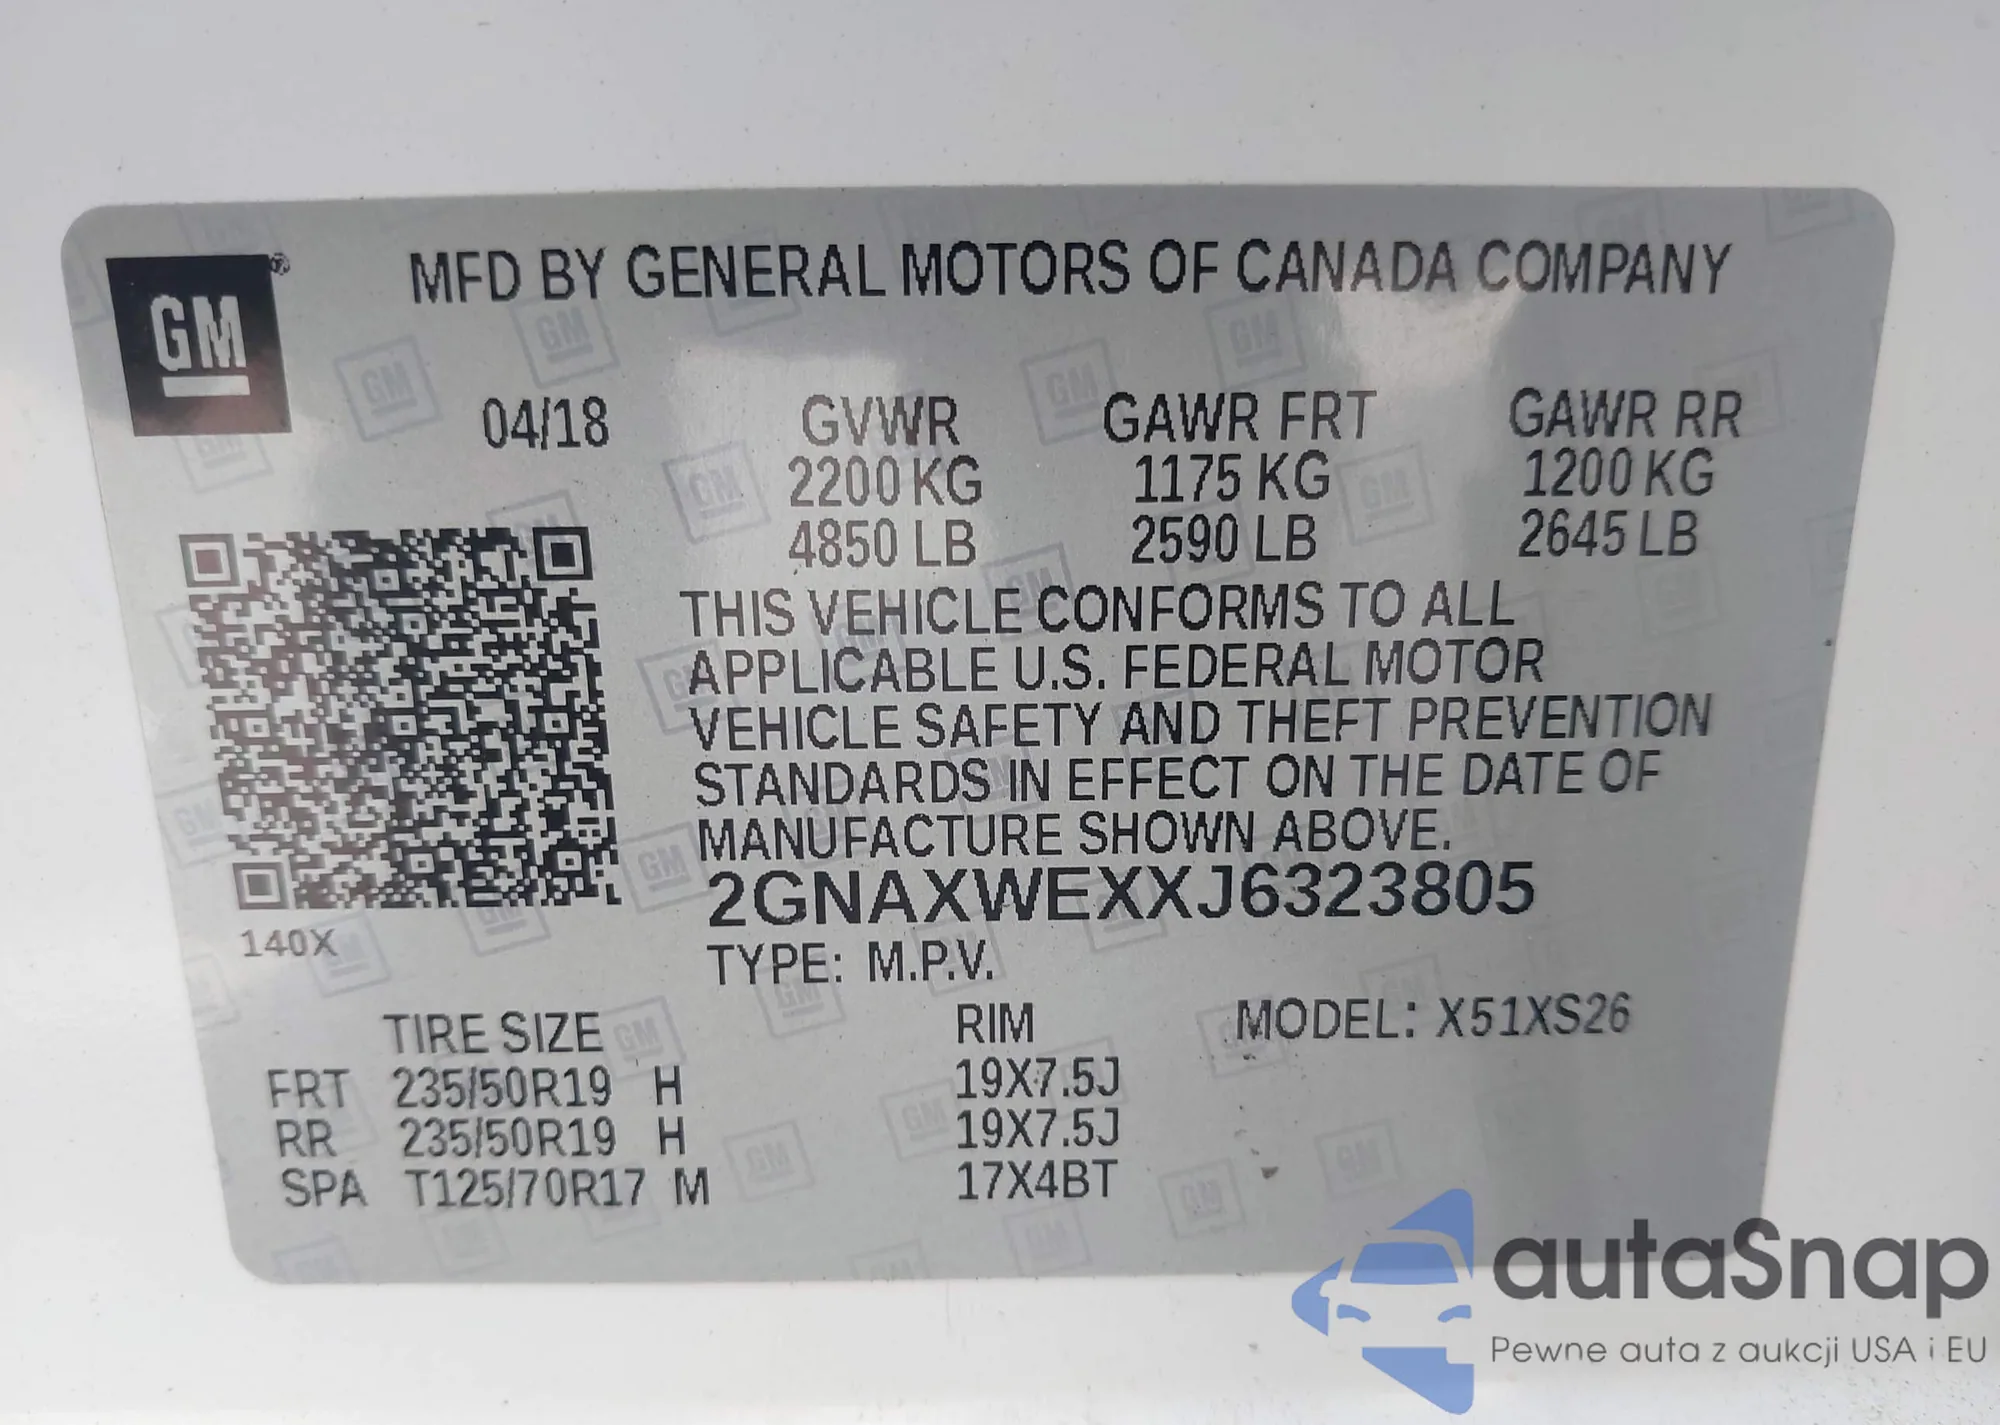 GM
MFD BY GENERAL MOTORS OF CANADA COMPANY
04/18 GVWR GAWR FRT GAWR RR
2200 KG 1175 KG 1200 KG
4850 LB 2590 LB 2645 LB
THIS VEHICLE CONFORMS TO ALL
APPLICABLE U.S. FEDERAL MOTOR
VEHICLE SAFETY AND THEFT PREVENTION
STANDARDS IN EFFECT ON THE DATE OF
MANUFACTURE SHOWN ABOVE.
2GNAXWEXXJ6323805
140X
TYPE: M.P.V.
TIRE SIZE RIM MODEL: X51XS26
FRT 235/50R19 H 19X7.5J
RR 235/50R19 H 19X7.5J
SPA T125/70R17 M 17X4BT
autaSnap
Pewne auta z aukcji USA i EU